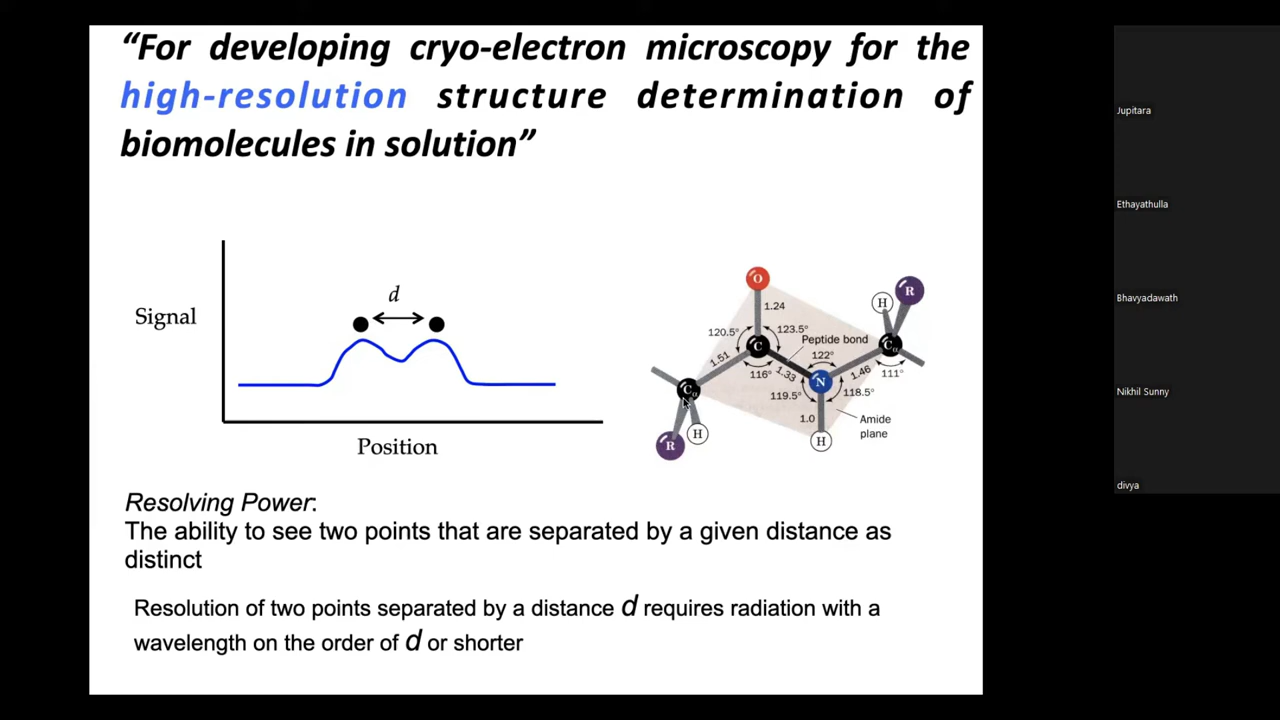 “For developing cryo-electron microscopy for the
high-resolution structure determination of
biomolecules in solution”
d
Signal
Position
O
R
H
1.24
120.5°
123.5°
Peptide bond
C
122°
Cα
1.51
116°
1.33
N
1.46
111°
Cα
119.5°
118.5°
1.0
Amide
plane
R
H
H
Resolving Power:
The ability to see two points that are separated by a given distance as
distinct
Resolution of two points separated by a distance d requires radiation with a
wavelength on the order of d or shorter
Jupitara
Ethayathulla
Bhavyadawath
Nikhil Sunny
divya